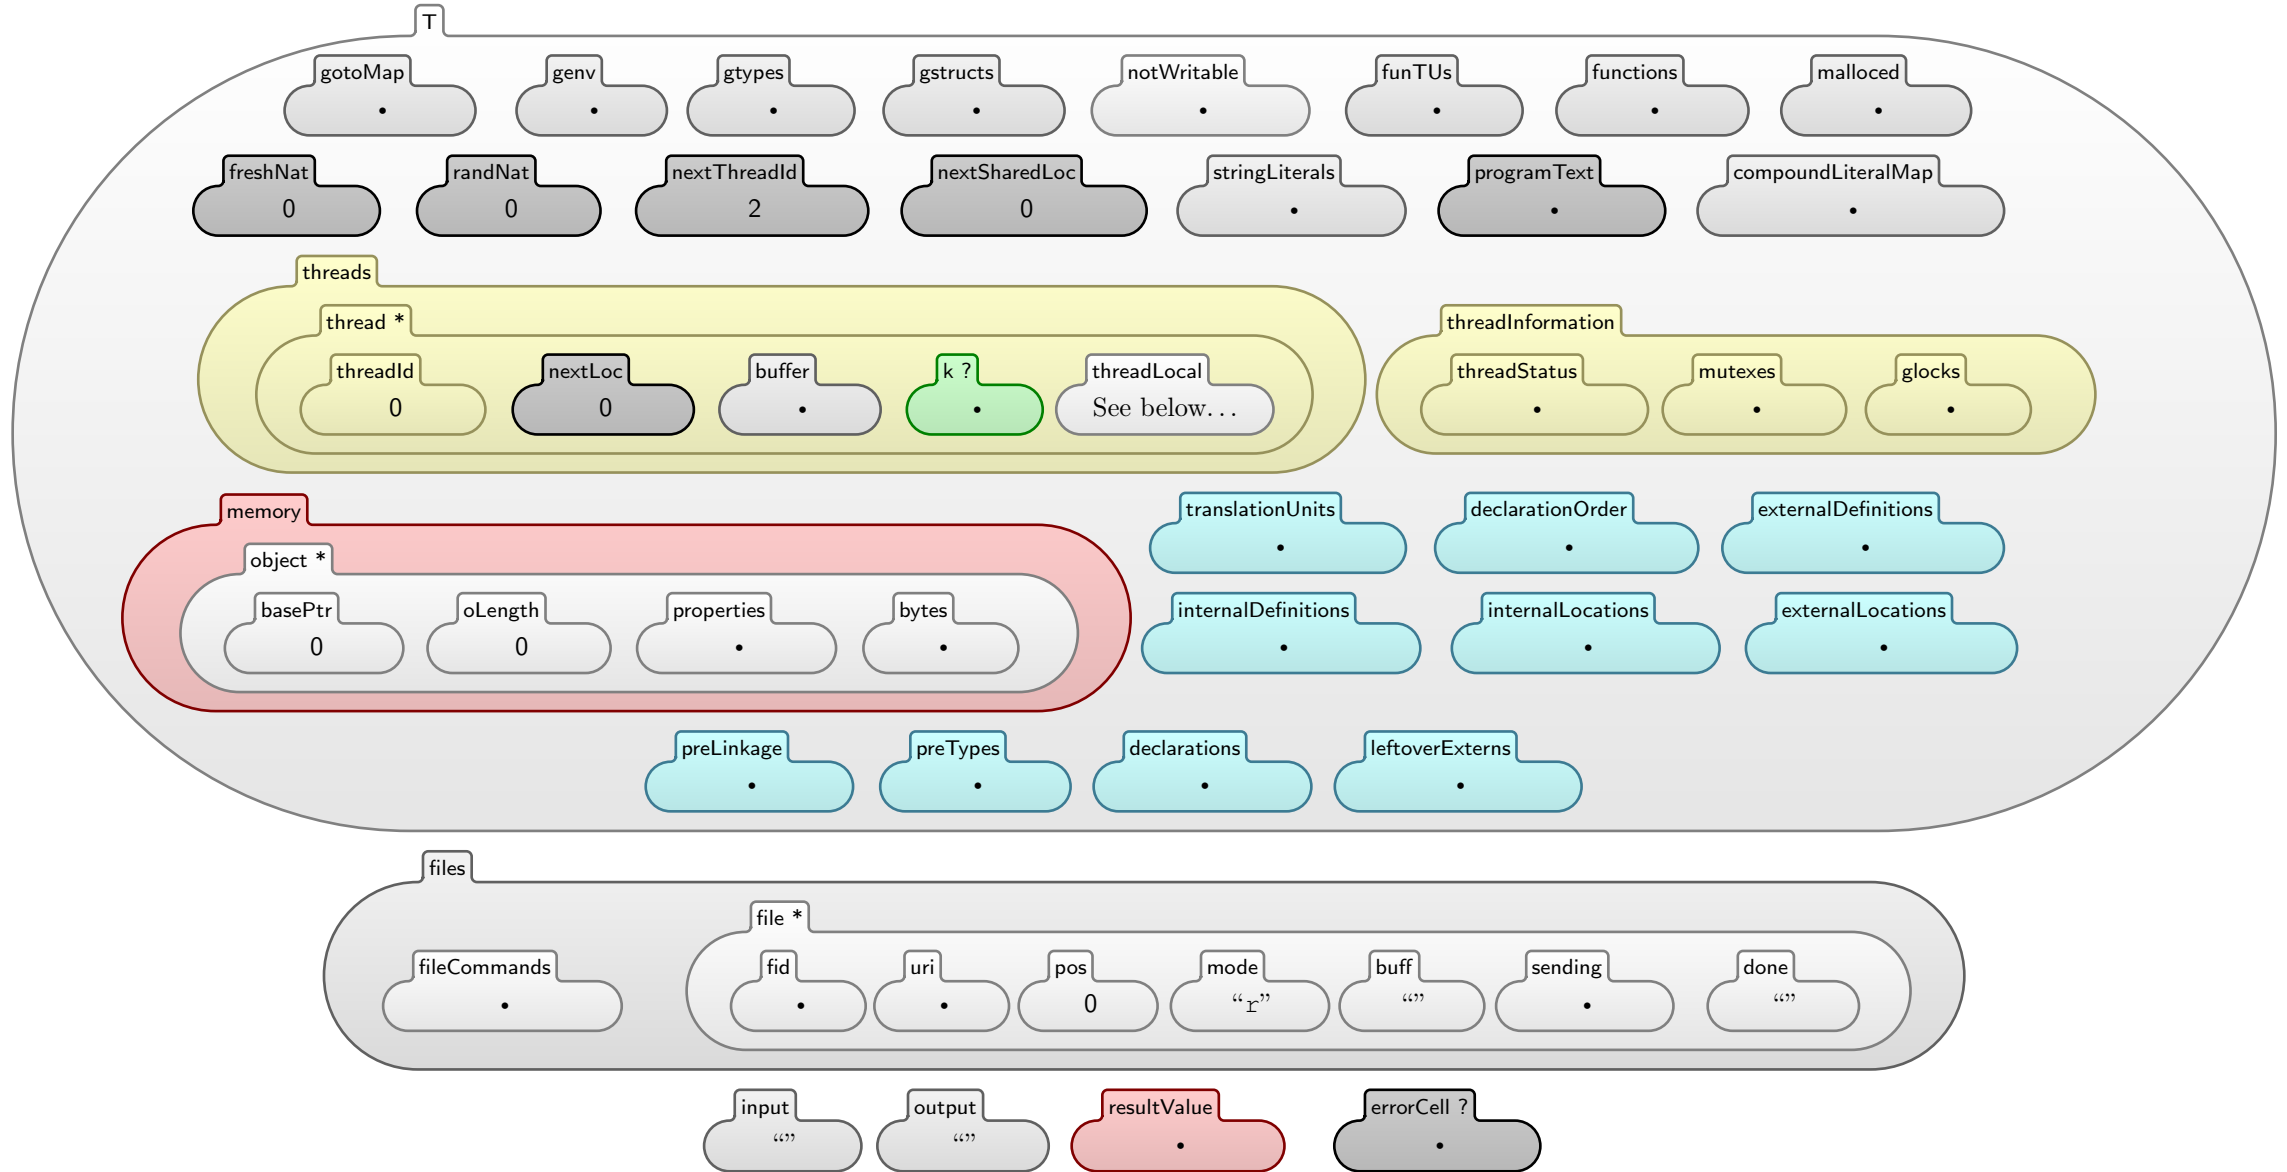 T
gotoMap genv gtypes gstructs notWritable funTUs functions malloced
• • • • • • • •
freshNat randNat nextThreadId nextSharedLoc stringLiterals programText compoundLiteralMap
0 0 2 0 • • •
threads
thread * threadInformation
threadId nextLoc buffer k ? threadLocal threadStatus mutexes glocks
0 0 • • See below... • • •
memory translationUnits declarationOrder externalDefinitions
• • •
object *
basePtr oLength properties bytes internalDefinitions internalLocations externalLocations
0 0 • • • • •
preLinkage preTypes declarations leftoverExterns
• • • •
files
file *
fileCommands fid uri pos mode buff sending done
• • • 0 “r” “” • “”
input output resultValue errorCell ?
“” “” • •